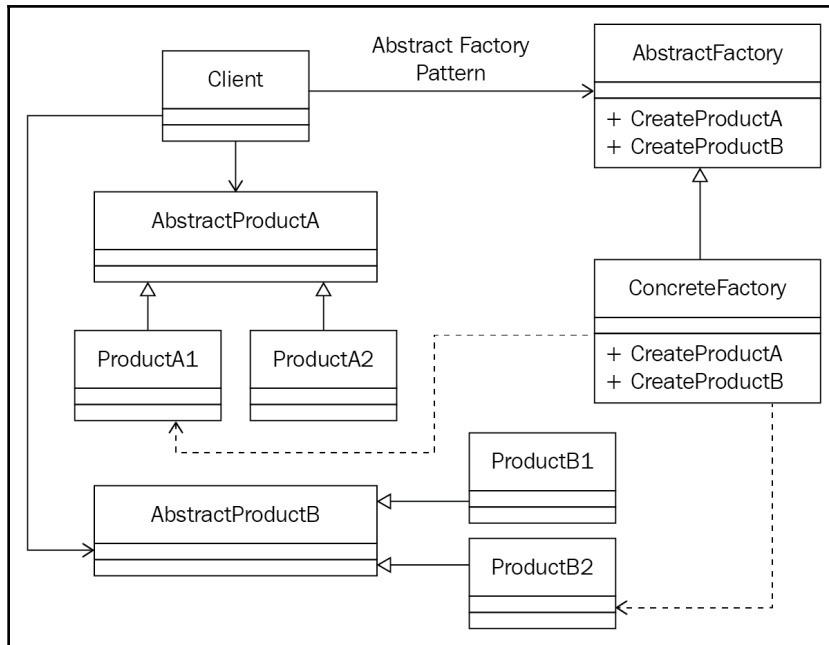 Abstract Factory
Pattern
Client
AbstractFactory
+ CreateProductA
+ CreateProductB
AbstractProductA
ConcreteFactory
+ CreateProductA
+ CreateProductB
ProductA1
ProductA2
ProductB1
AbstractProductB
ProductB2